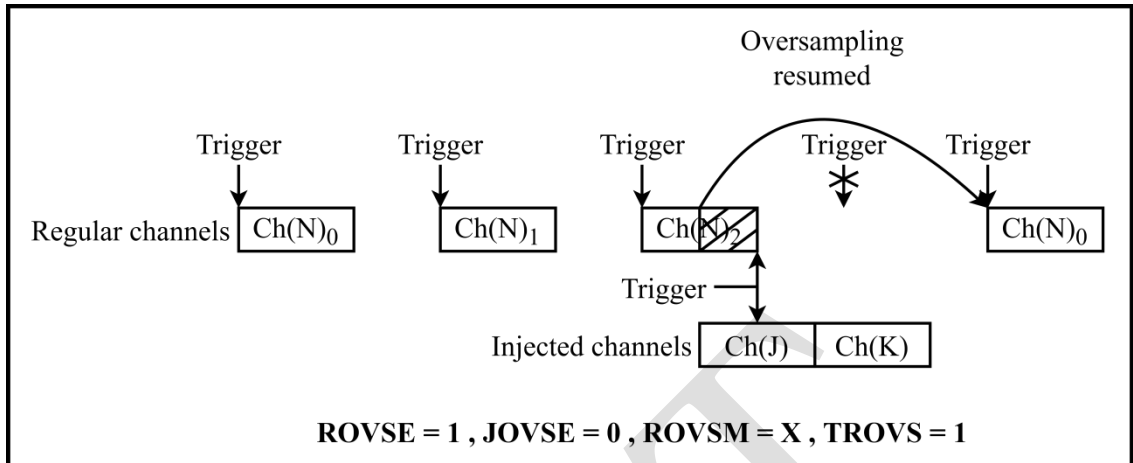 Oversampling
resumed
Trigger Trigger Trigger Trigger Trigger
Regular channels Ch(N)₀ Ch(N)₁ Ch(N)₂ Ch(N)₀
Trigger
Injected channels Ch(J) Ch(K)
ROVSE = 1 , JOVSE = 0 , ROVSM = X , TROVS = 1